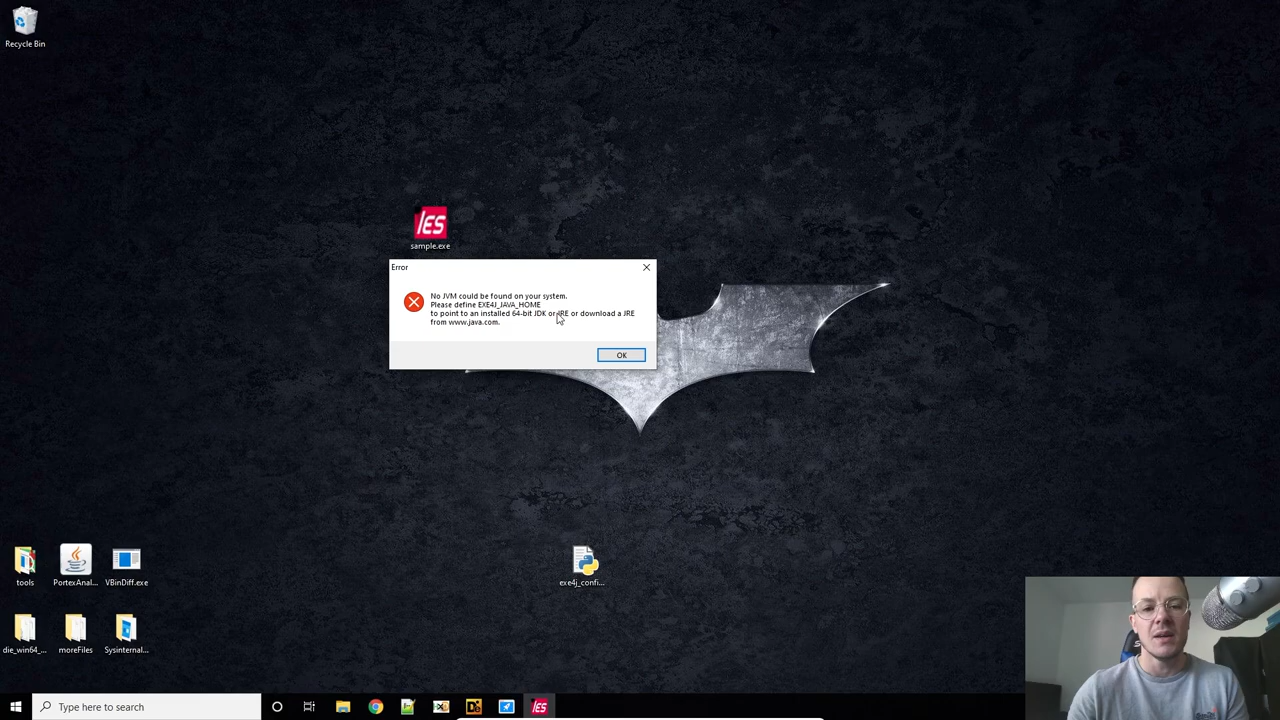 Recycle Bin
sample.exe
Error
No JVM could be found on your system.
Please define EXE4J_JAVA_HOME
to point to an installed 64-bit JDK or JRE or download a JRE
from www.java.com.
OK
exe4j_confi...
tools
PortexAnal...
VBinDiff.exe
die_win64_...
moreFiles
Sysinternal...
Type here to search